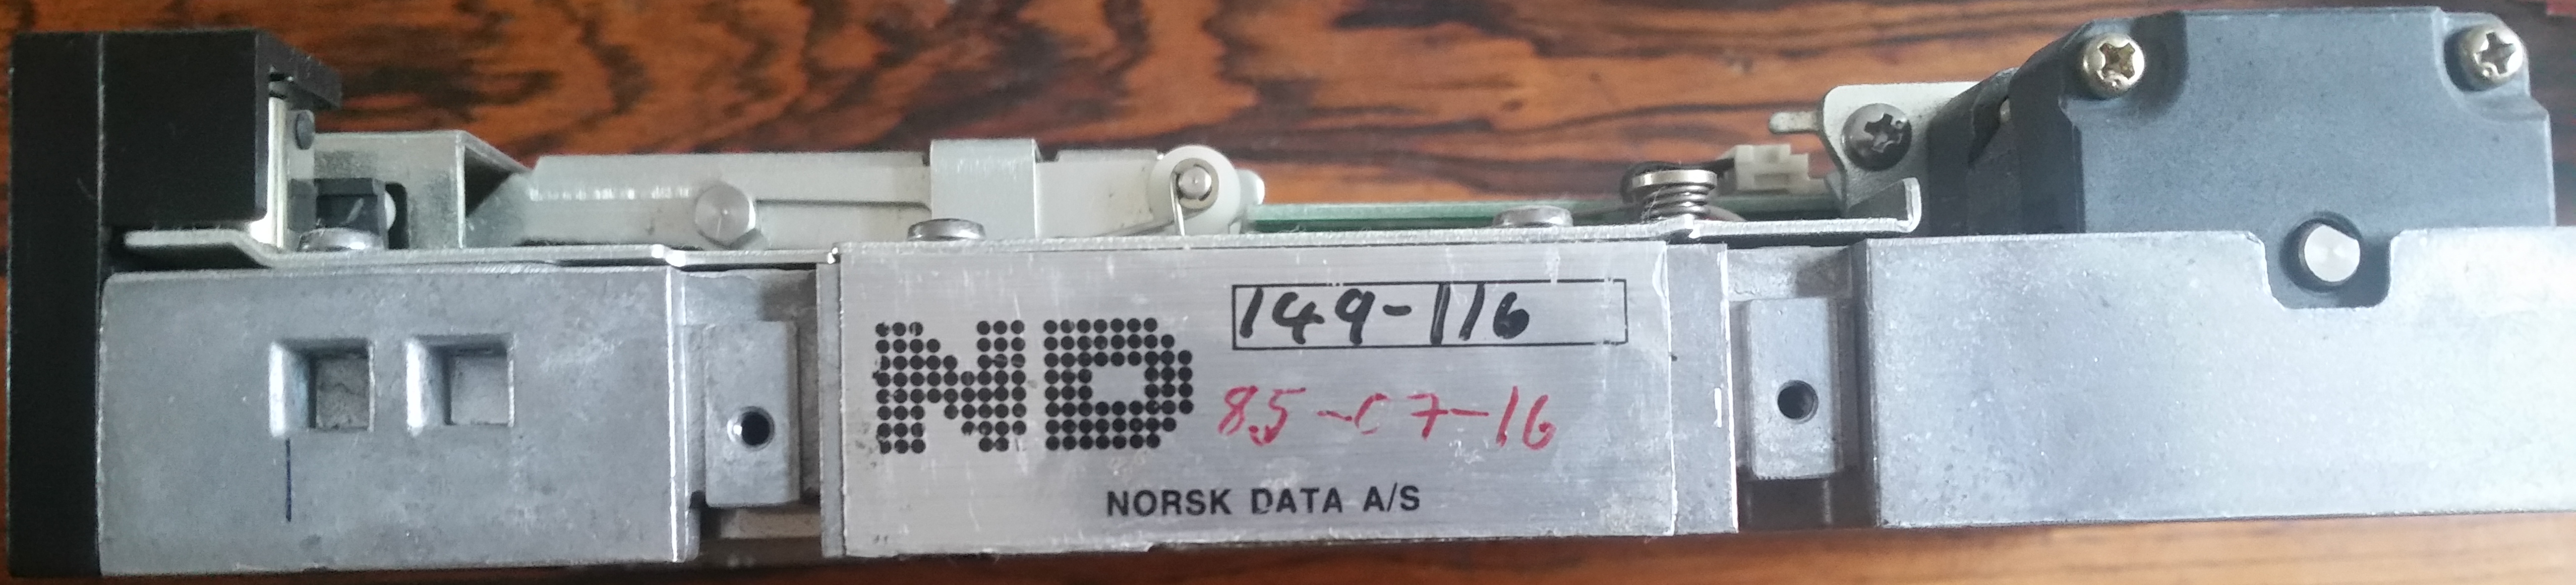 ND
149-116
85-07-16
NORSK DATA A/S